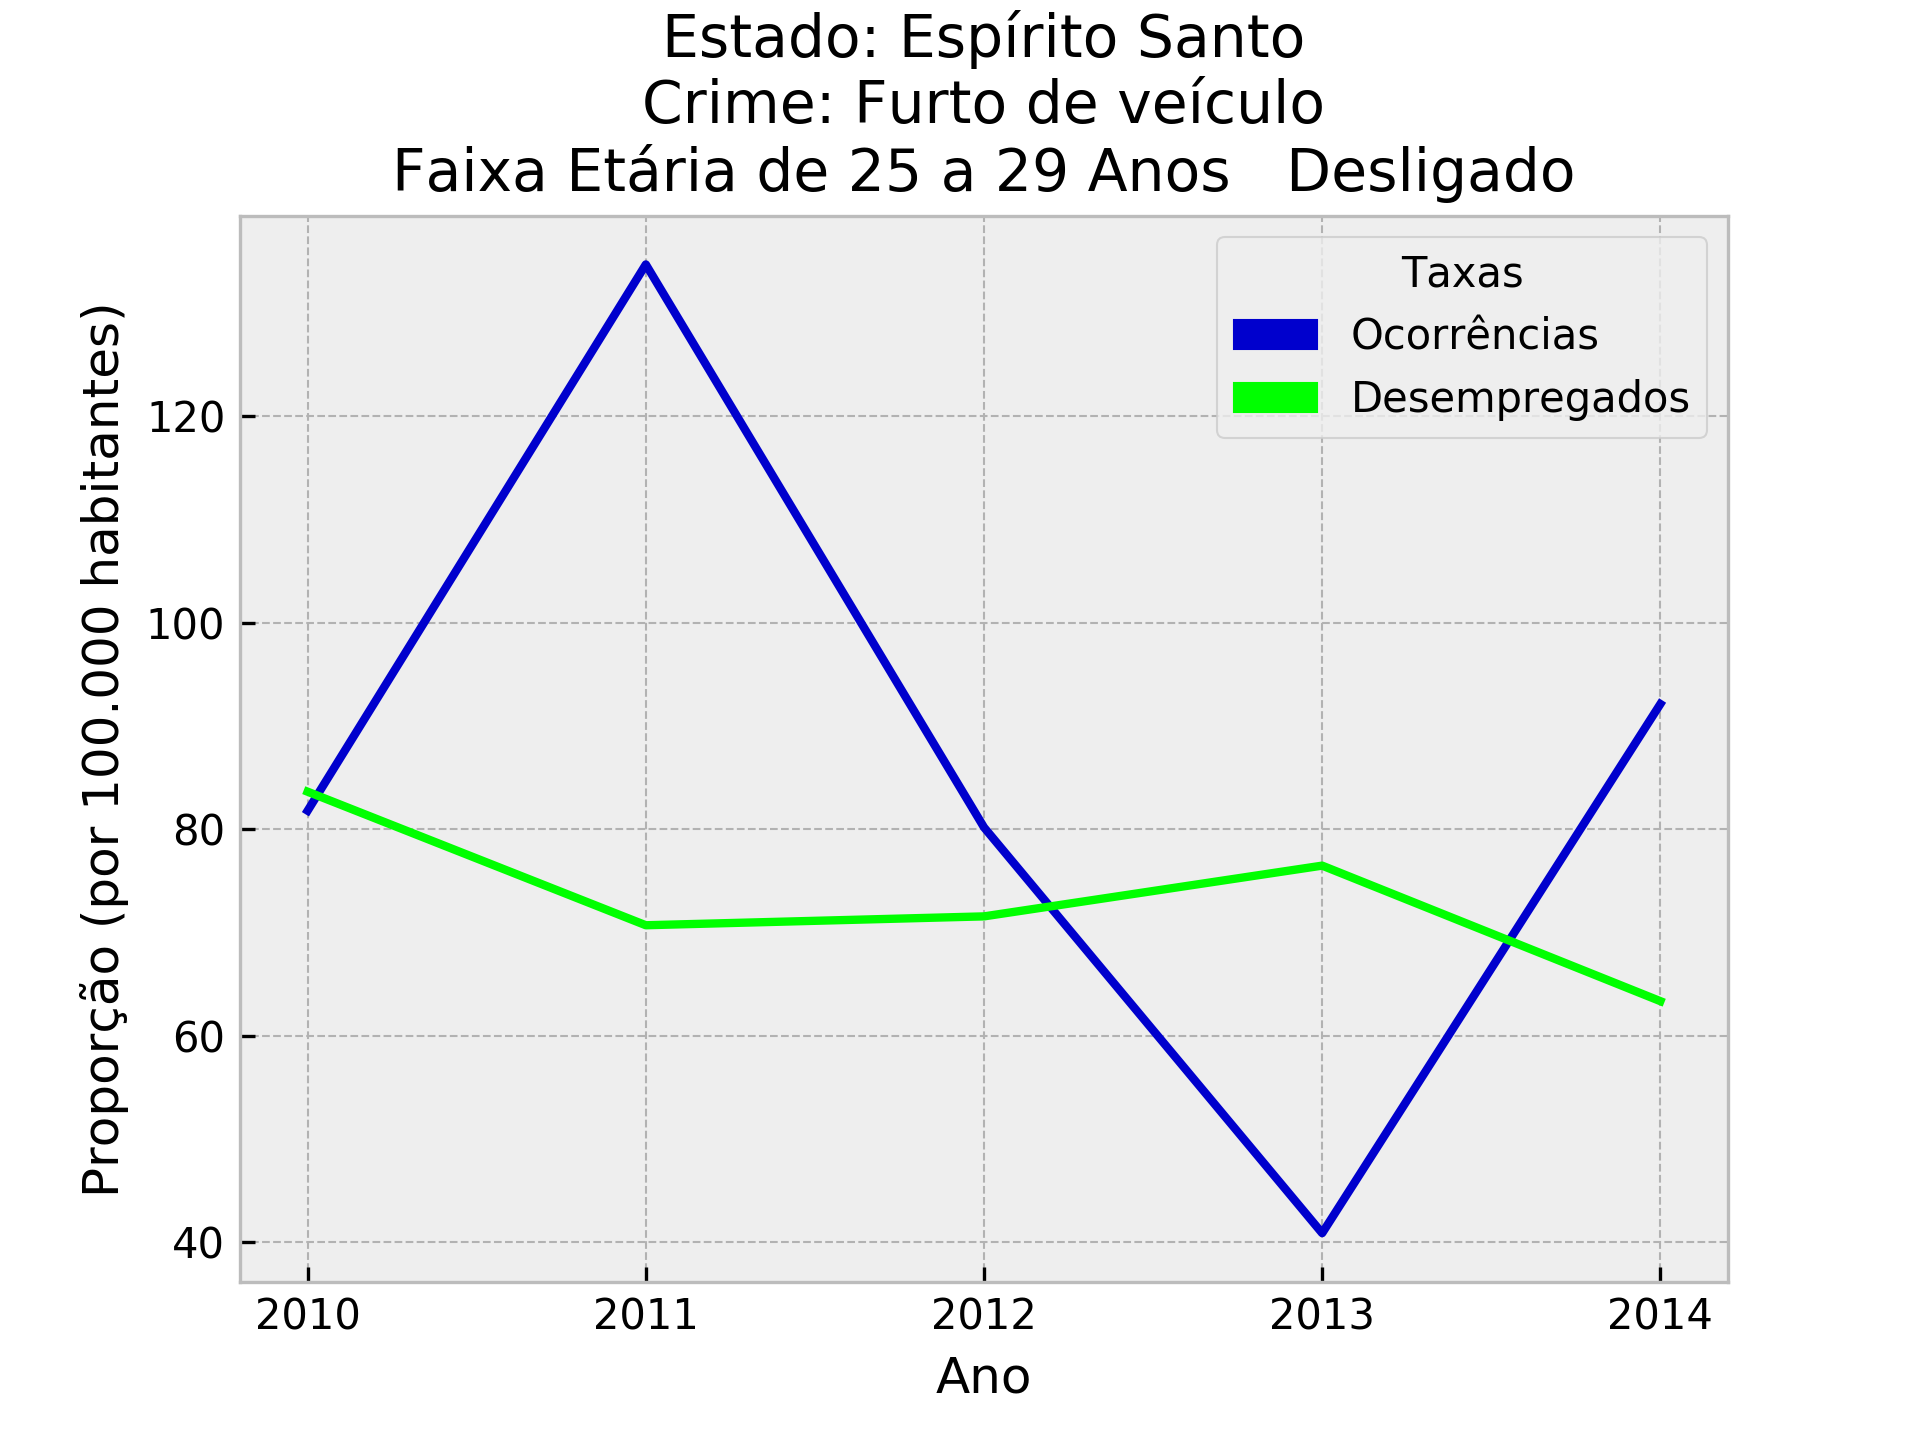 Estado: Espírito Santo
Crime: Furto de veículo
Faixa Etária de 25 a 29 Anos   Desligado
Taxas
Ocorrências
Desempregados
Proporção (por 100.000 habitantes)
120
100
80
60
40
2010 2011 2012 2013 2014
Ano